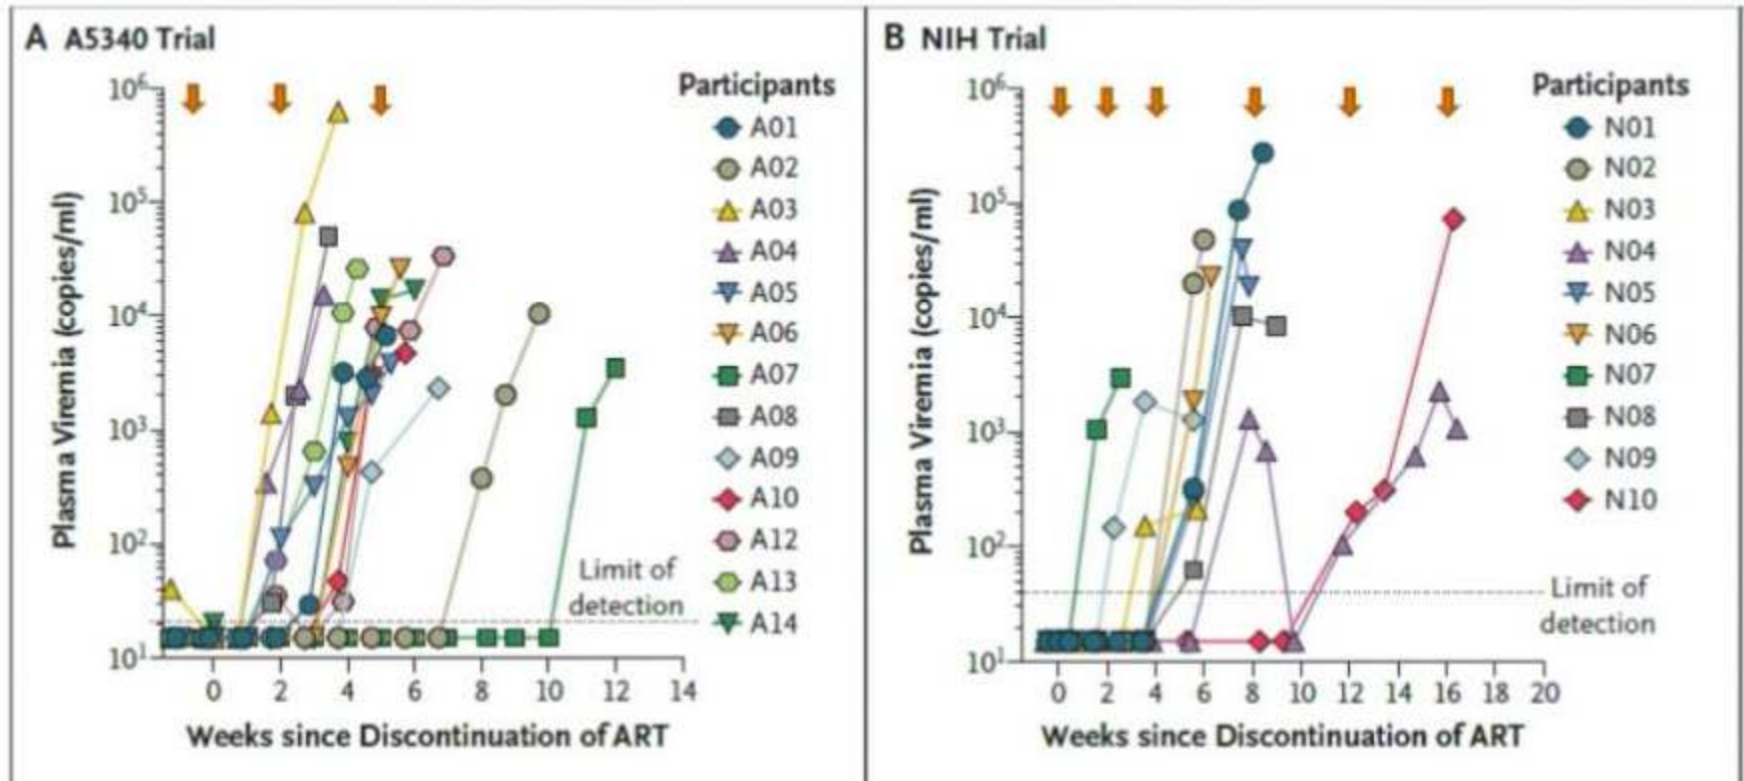 A A5340 Trial
Plasma Viremia (copies/ml)
10⁶
10⁵
10⁴
10³
10²
10¹
Limit of
detection
0 2 4 6 8 10 12 14
Weeks since Discontinuation of ART
Participants
A01
A02
A03
A04
A05
A06
A07
A08
A09
A10
A12
A13
A14
B NIH Trial
Plasma Viremia (copies/ml)
10⁶
10⁵
10⁴
10³
10²
10¹
Limit of
detection
0 2 4 6 8 10 12 14 16 18 20
Weeks since Discontinuation of ART
Participants
N01
N02
N03
N04
N05
N06
N07
N08
N09
N10